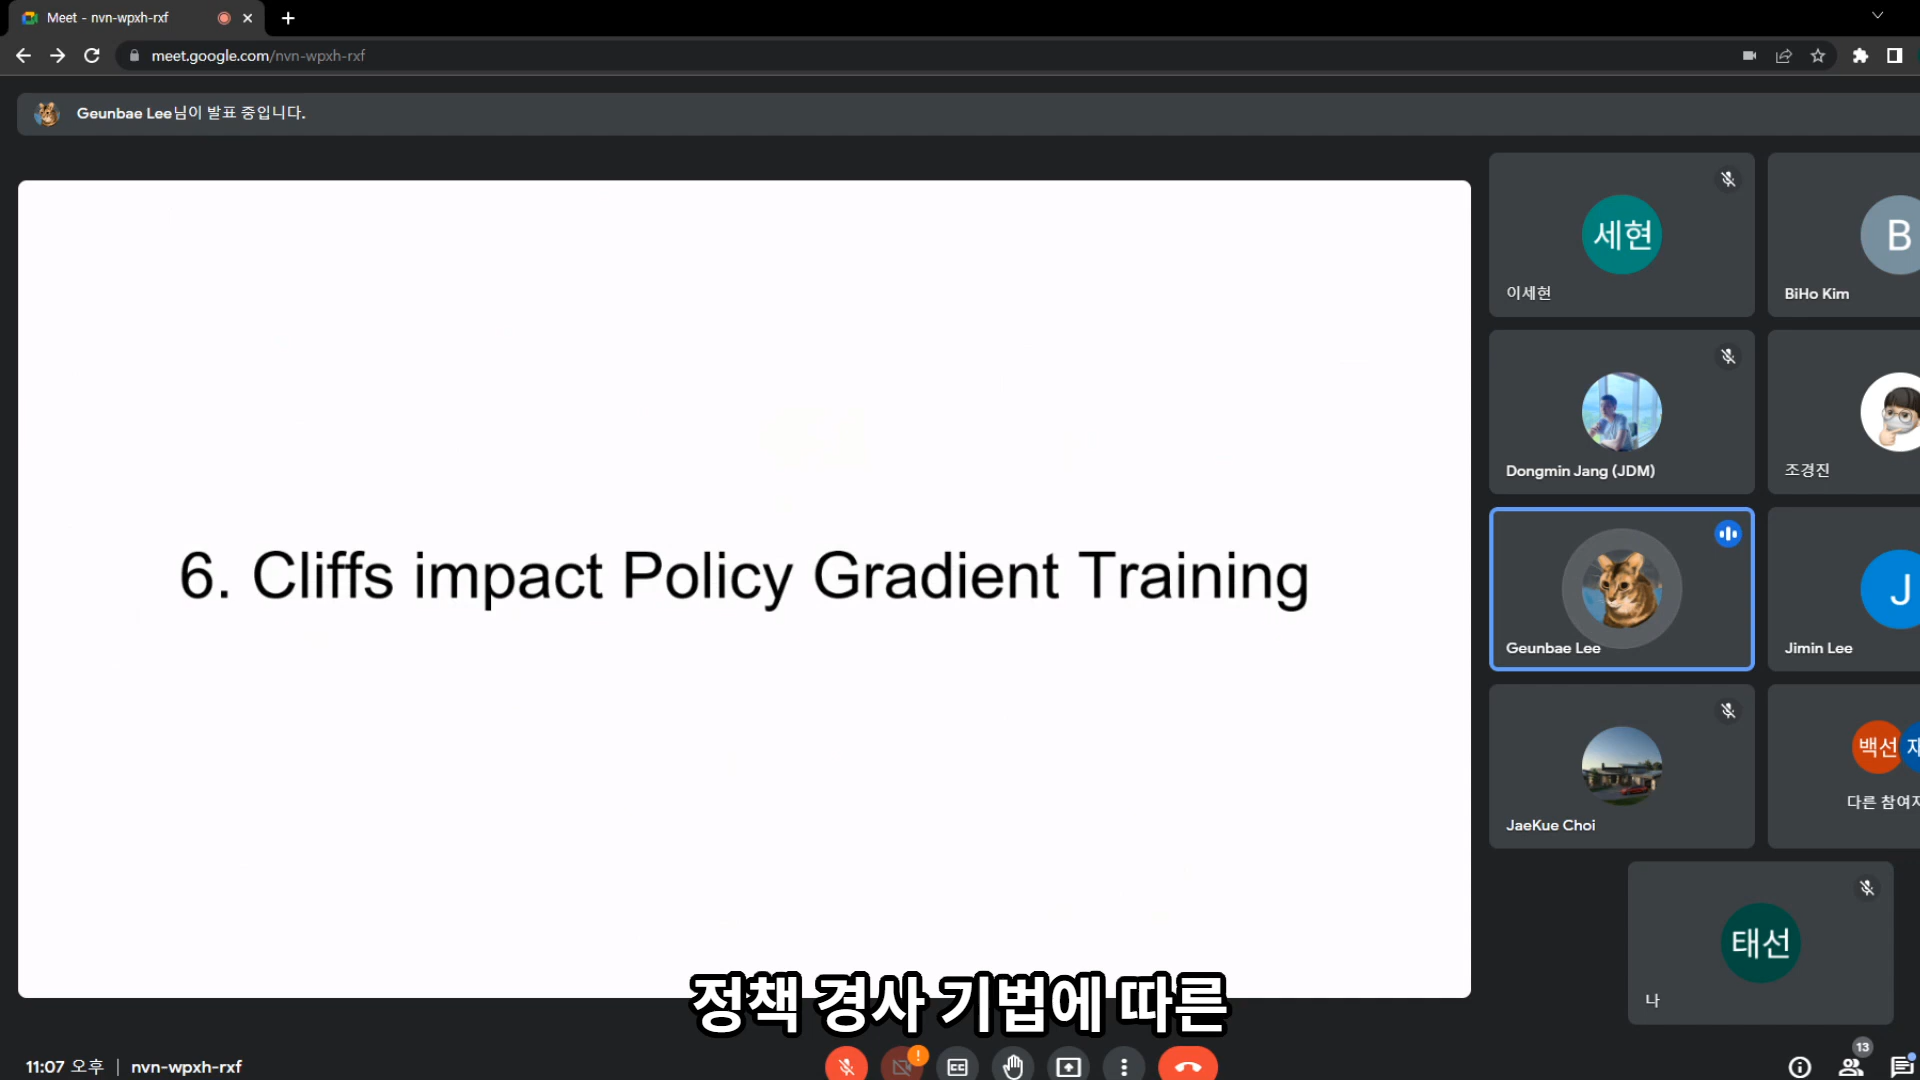 Meet - nvn-wpxh-rxf
meet.google.com/nvn-wpxh-rxf
Geunbae Lee님이 발표 중입니다.
세현
이세현
B
BiHo Kim
Dongmin Jang (JDM)
조경진
6. Cliffs impact Policy Gradient Training
Geunbae Lee
J
Jimin Lee
JaeKue Choi
백선
다른 참여
태선
나
정책 경사 기법에 따른
11:07 오후 | nvn-wpxh-rxf
13